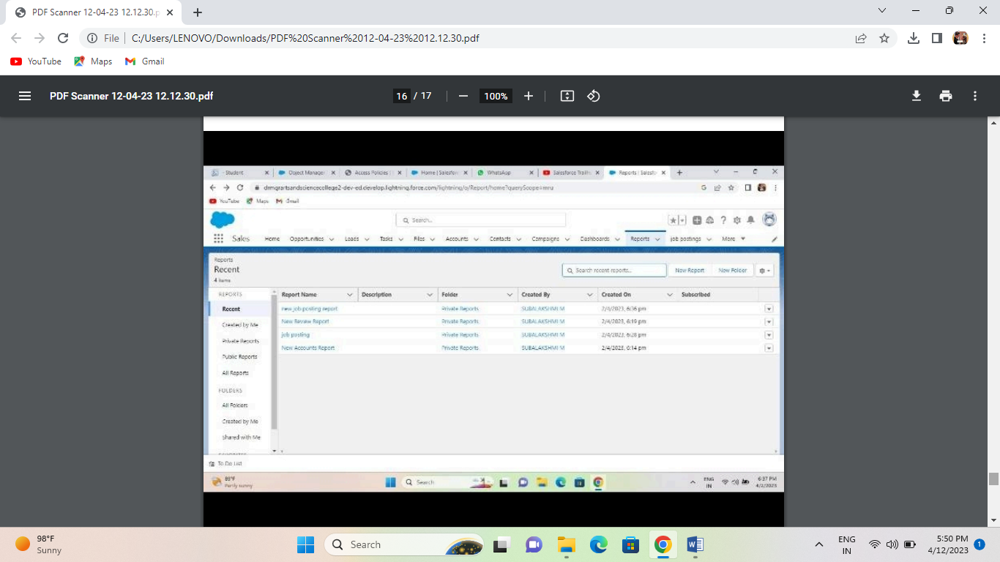 PDF Scanner 12-04-23 12.12.30.p
File C:/Users/LENOVO/Downloads/PDF%20Scanner%2012-04-23%2012.12.30.pdf
YouTube Maps Gmail
PDF Scanner 12-04-23 12.12.30.pdf 16 / 17 100%
- Student Object Manager Access Policies | Home | Salesforc WhatsApp Salesforce Trailh Reports | Salesfo
drmgrartsandsciencecollege2-dev-ed.develop.lightning.force.com/lightning/o/Report/home?queryScope=mru
YouTube Maps Gmail
Search...
Sales Home Opportunities Leads Tasks Files Accounts Contacts Campaigns Dashboards Reports job postings More
Reports
Recent
4 items
Search recent reports... New Report New Folder
REPORTS Report Name Description Folder Created By Created On Subscribed
Recent new job posting report Private Reports SUBALAKSHMI M 2/4/2023, 6:36 pm
Created by Me New Review Report Private Reports SUBALAKSHMI M 2/4/2023, 6:19 pm
Private Reports job posting Private Reports SUBALAKSHMI M 2/4/2023, 6:28 pm
New Accounts Report Private Reports SUBALAKSHMI M 2/4/2023, 6:14 pm
Public Reports
All Reports
FOLDERS
All Folders
Created by Me
Shared with Me
To Do List
89°F
Partly sunny
Search
ENG
IN
6:37 PM
4/2/2023
98°F
Sunny
Search
ENG
IN
5:50 PM
4/12/2023
1